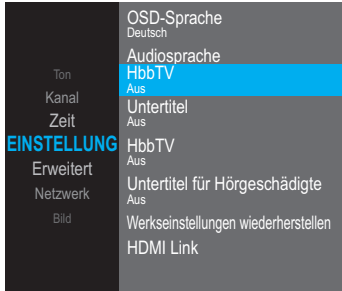 Ton
Kanal
Zeit
EINSTELLUNG
Erweitert
Netzwerk
Bild
OSD-Sprache
Deutsch
Audiosprache
HbbTV
Aus
Untertitel
Aus
HbbTV
Aus
Untertitel für Hörgeschädigte
Aus
Werkseinstellungen wiederherstellen
HDMI Link